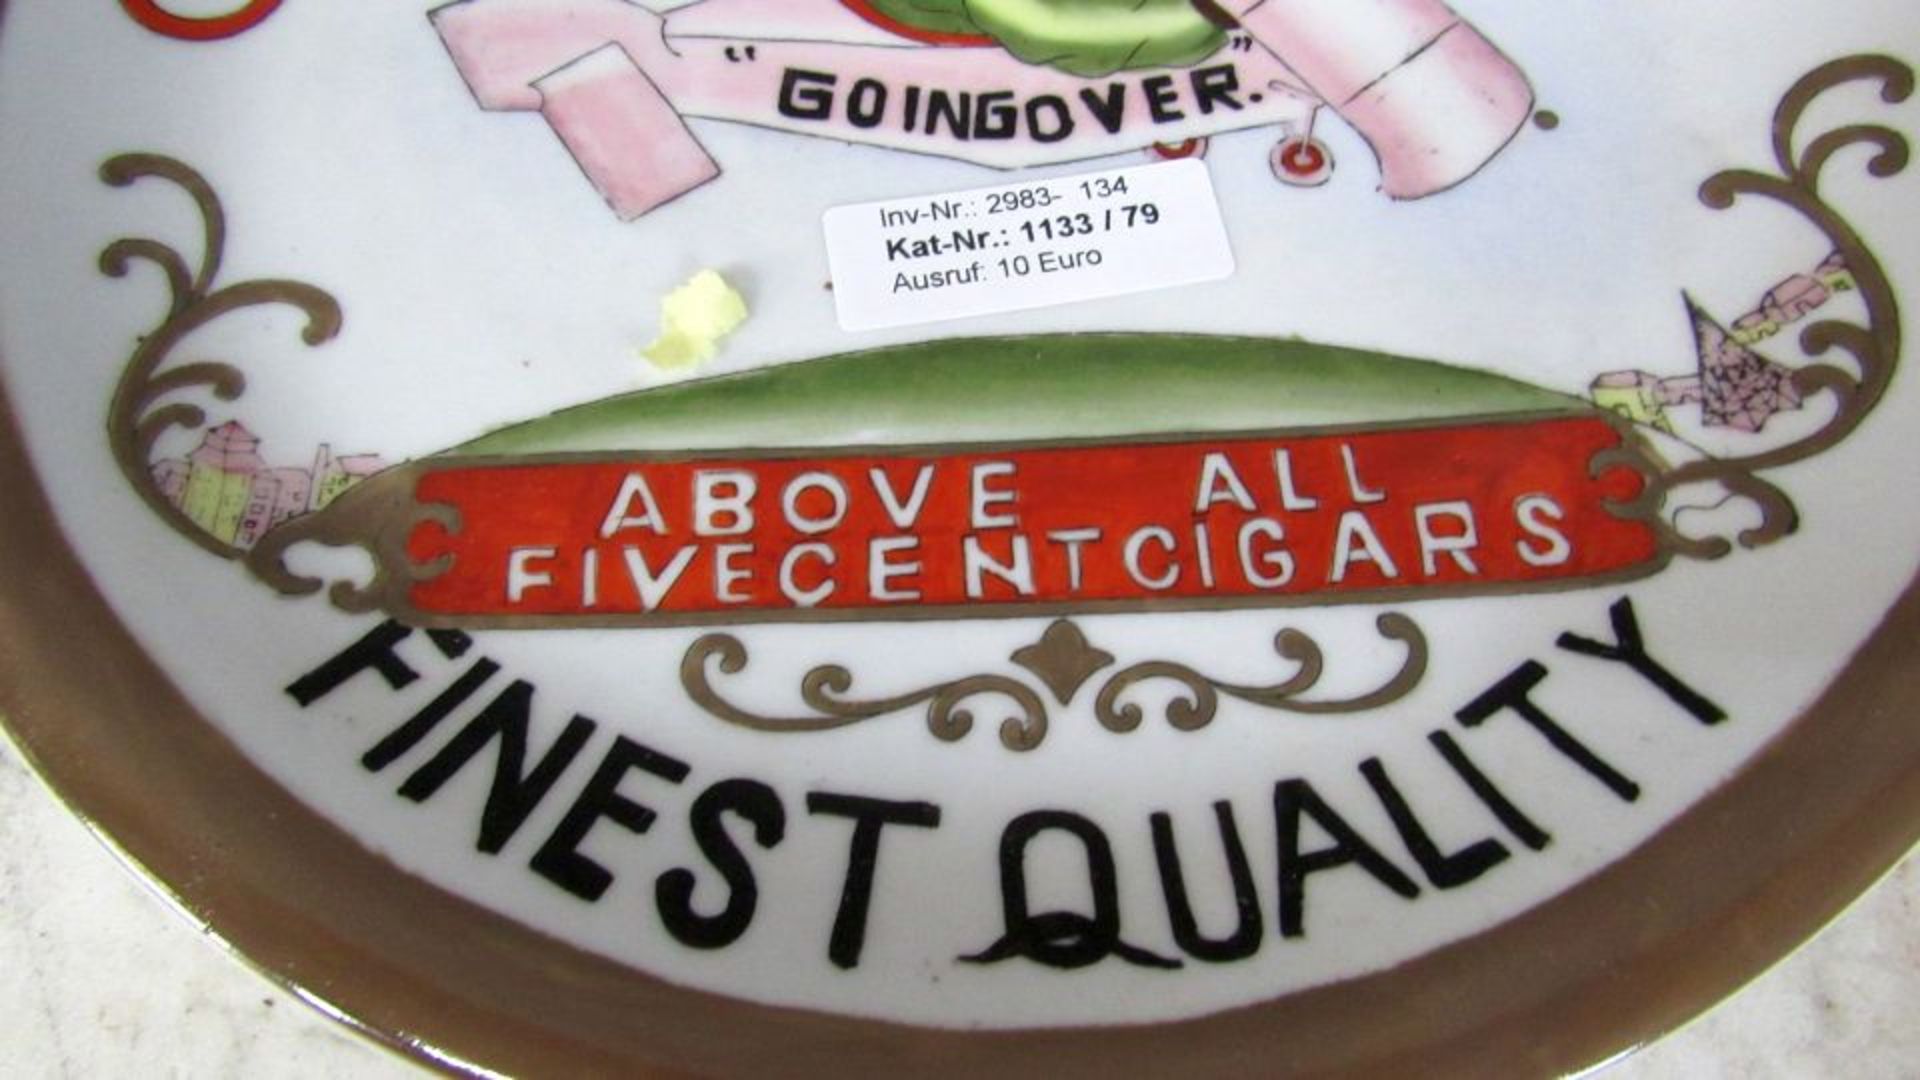 “GOINGOVER.”
Inv-Nr.: 2983- 134
Kat-Nr.: 1133 / 79
Ausruf: 10 Euro
ABOVE ALL
FIVECENTCIGARS
FINEST QUALITY